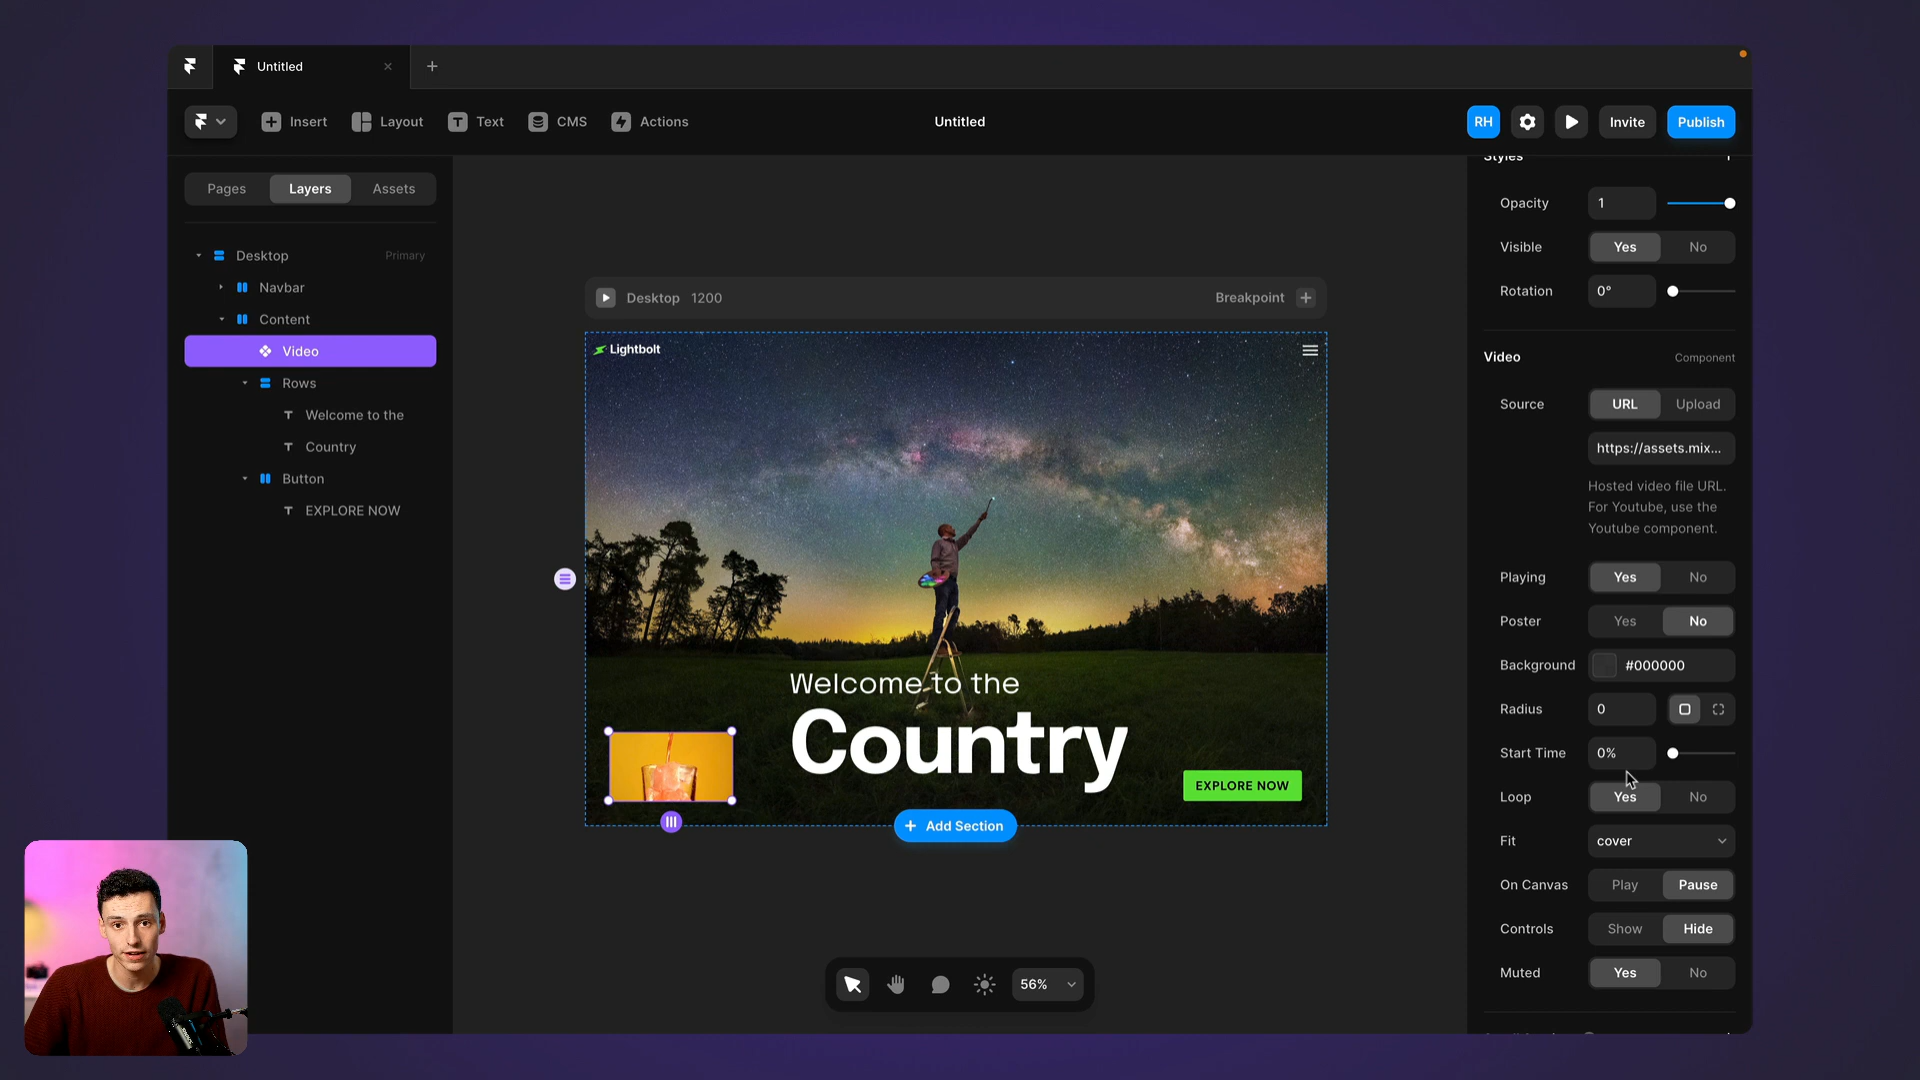 Untitled
Insert
Layout
Text
CMS
Actions
Untitled
RH
Invite
Publish
Pages
Layers
Assets
Desktop
Primary
Navbar
Content
Video
Rows
Welcome to the
Country
Button
EXPLORE NOW
Desktop 1200
Breakpoint
Lightbolt
Welcome to the
Country
EXPLORE NOW
Add Section
56%
Styles
Opacity 1
Visible Yes No
Rotation 0°
Video Component
Source URL Upload
https://assets.mix...
Hosted video file URL.
For Youtube, use the
Youtube component.
Playing Yes No
Poster Yes No
Background #000000
Radius 0
Start Time 0%
Loop Yes No
Fit cover
On Canvas Play Pause
Controls Show Hide
Muted Yes No